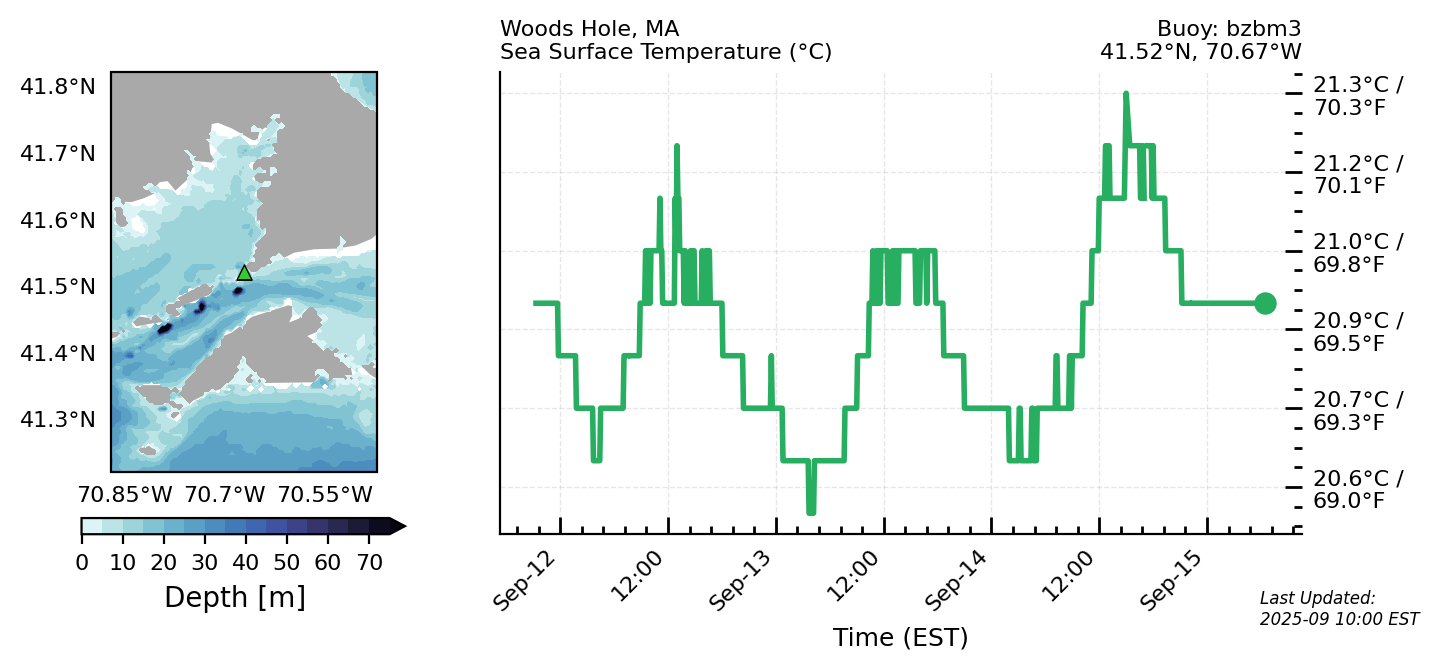 Woods Hole, MA
Sea Surface Temperature (°C)
Buoy: bzbm3
41.52°N, 70.67°W
41.8°N
41.7°N
41.6°N
41.5°N
41.4°N
41.3°N
70.85°W 70.7°W 70.55°W
0 10 20 30 40 50 60 70
Depth [m]
21.3°C /
70.3°F
21.2°C /
70.1°F
21.0°C /
69.8°F
20.9°C /
69.5°F
20.7°C /
69.3°F
20.6°C /
69.0°F
Sep-12 12:00 Sep-13 12:00 Sep-14 12:00 Sep-15
Time (EST)
Last Updated:
2025-09 10:00 EST